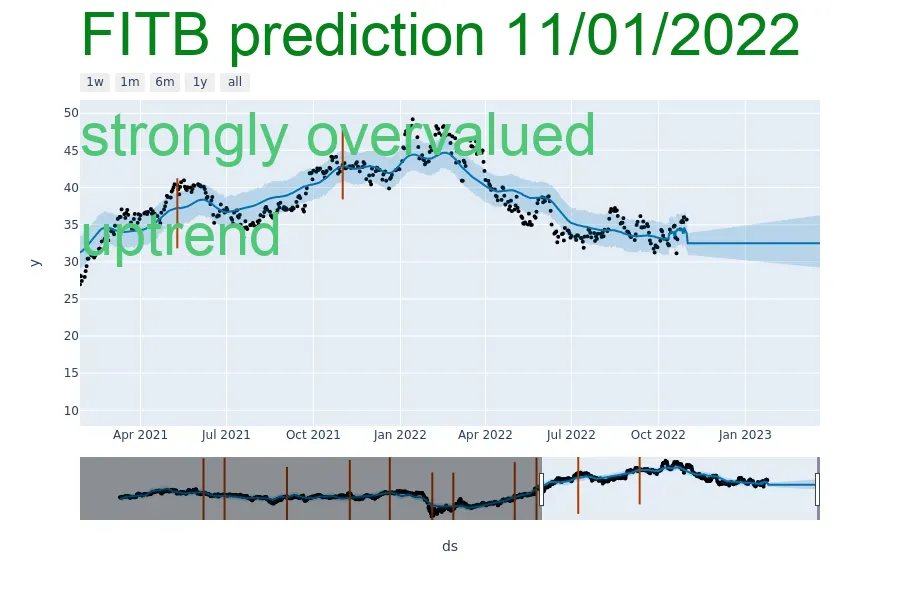 FITB prediction 11/01/2022
1w 1m 6m 1y all
strongly overvalued
uptrend
50
45
40
35
30
25
20
15
10
y
Apr 2021 Jul 2021 Oct 2021 Jan 2022 Apr 2022 Jul 2022 Oct 2022 Jan 2023
ds